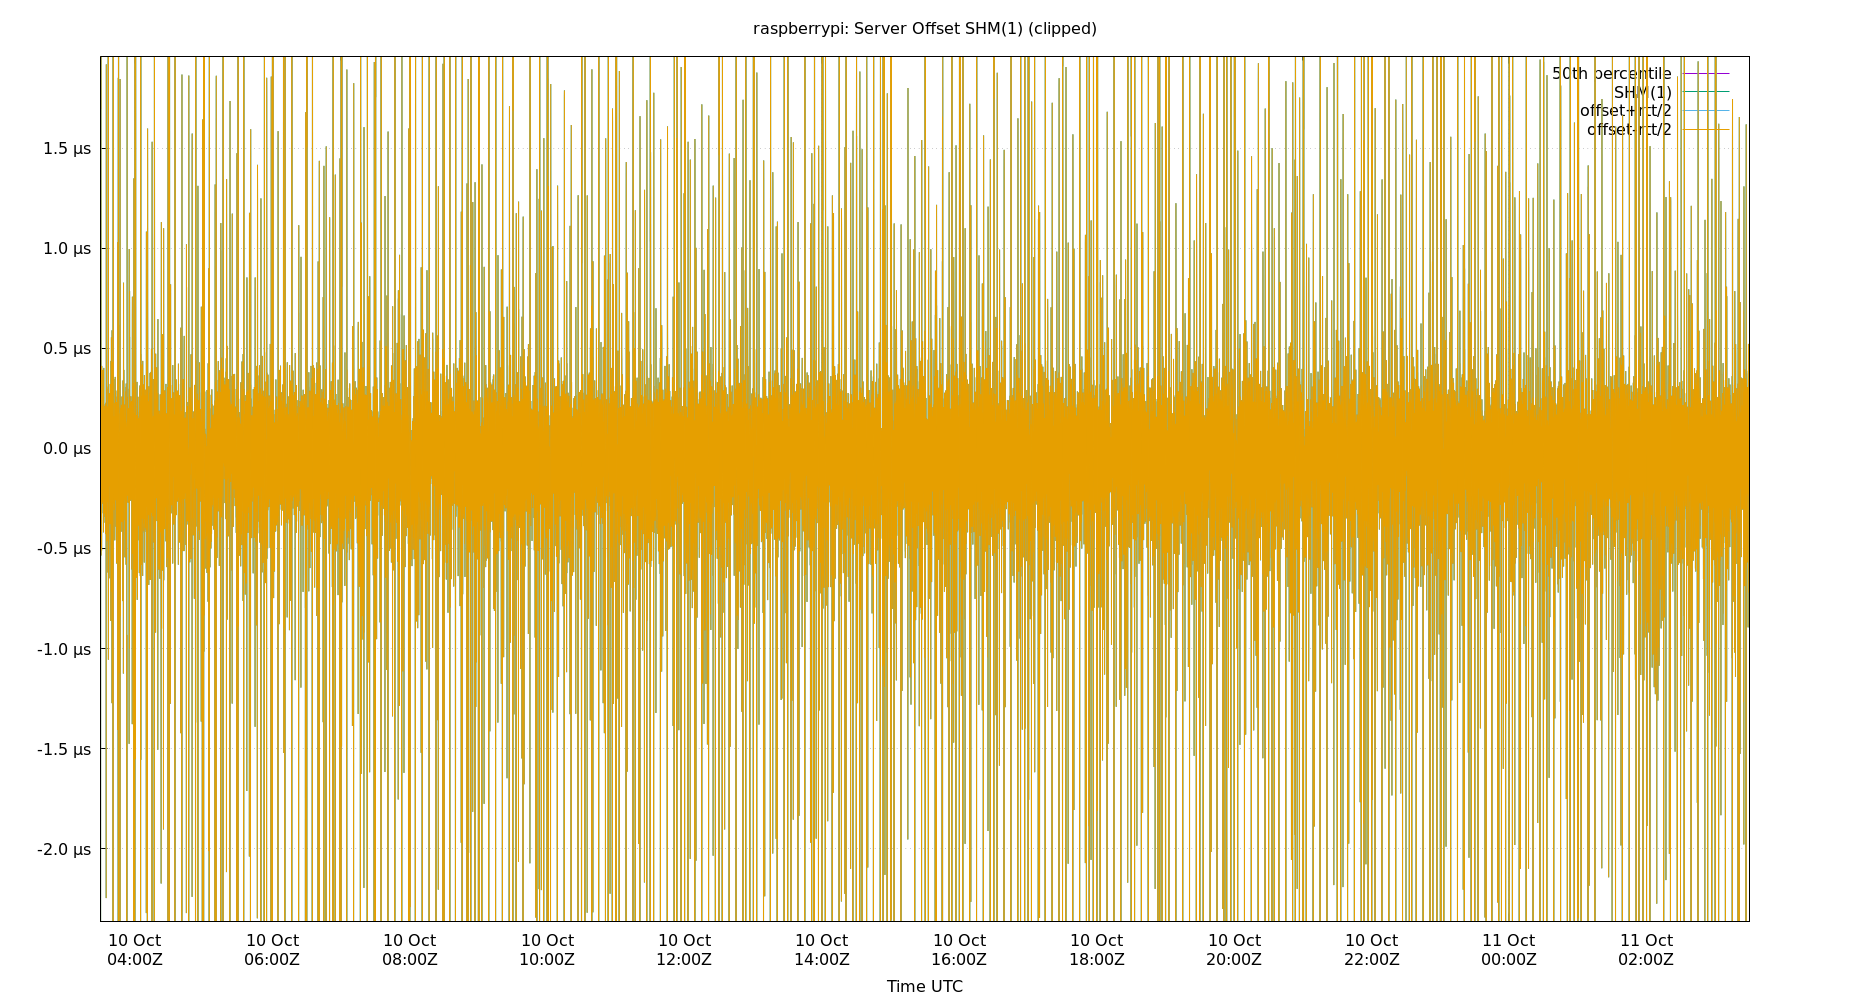 raspberrypi: Server Offset SHM(1) (clipped)
50th percentile
SHM(1)
offset+rtt/2
offset-rtt/2
1.5 µs
1.0 µs
0.5 µs
0.0 µs
-0.5 µs
-1.0 µs
-1.5 µs
-2.0 µs
10 Oct 10 Oct 10 Oct 10 Oct 10 Oct 10 Oct 10 Oct 10 Oct 10 Oct 10 Oct 11 Oct 11 Oct
04:00Z 06:00Z 08:00Z 10:00Z 12:00Z 14:00Z 16:00Z 18:00Z 20:00Z 22:00Z 00:00Z 02:00Z
Time UTC